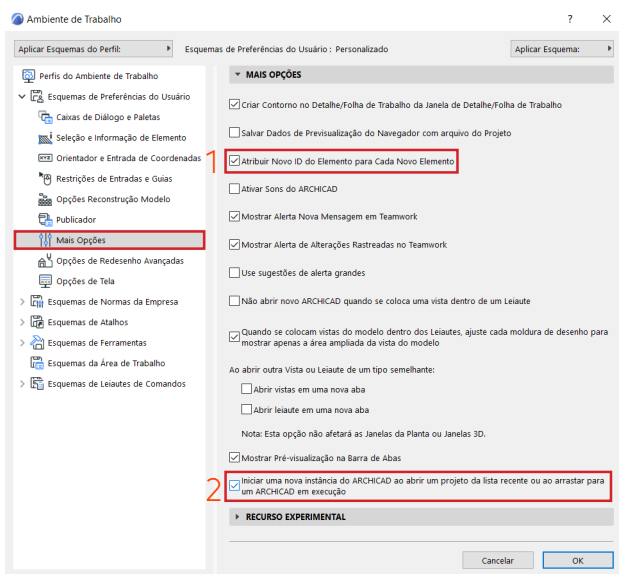 Ambiente de Trabalho
Aplicar Esquemas do Perfil:
Esquemas de Preferências do Usuário : Personalizado
Aplicar Esquema:
Perfis do Ambiente de Trabalho
Esquemas de Preferências do Usuário
Caixas de Diálogo e Paletas
Seleção e Informação de Elemento
Orientador e Entrada de Coordenadas
Restrições de Entradas e Guias
Opções Reconstrução Modelo
Publicador
Mais Opções
Opções de Redesenho Avançadas
Opções de Tela
Esquemas de Normas da Empresa
Esquemas de Atalhos
Esquemas de Ferramentas
Esquemas da Área de Trabalho
Esquemas de Leiautes de Comandos
MAIS OPÇÕES
Criar Contorno no Detalhe/Folha de Trabalho da Janela de Detalhe/Folha de Trabalho
Salvar Dados de Previsualização do Navegador com arquivo do Projeto
1
Atribuir Novo ID do Elemento para Cada Novo Elemento
Ativar Sons do ARCHICAD
Mostrar Alerta Nova Mensagem em Teamwork
Mostrar Alerta de Alterações Rastreadas no Teamwork
Use sugestões de alerta grandes
Não abrir novo ARCHICAD quando se coloca uma vista dentro de um Leiaute
Quando se colocam vistas do modelo dentro dos Leiautes, ajuste cada moldura de desenho para
mostrar apenas a área ampliada da vista do modelo
Ao abrir outra Vista ou Leiaute de um tipo semelhante:
Abrir vistas em uma nova aba
Abrir leiaute em uma nova aba
Nota: Esta opção não afetará as Janelas da Planta ou Janelas 3D.
Mostrar Pré-visualização na Barra de Abas
2
Iniciar uma nova instância do ARCHICAD ao abrir um projeto da lista recente ou ao arrastar para
um ARCHICAD em execução
RECURSO EXPERIMENTAL
Cancelar
OK